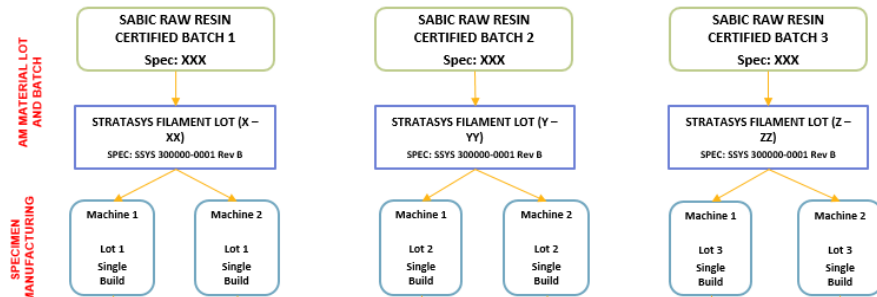 AM MATERIAL LOT
AND BATCH
SABIC RAW RESIN
CERTIFIED BATCH 1
Spec: XXX
SABIC RAW RESIN
CERTIFIED BATCH 2
Spec: XXX
SABIC RAW RESIN
CERTIFIED BATCH 3
Spec: XXX
STRATASYS FILAMENT LOT (X –
XX)
SPEC: SSYS 300000-0001 Rev B
STRATASYS FILAMENT LOT (Y –
YY)
SPEC: SSYS 300000-0001 Rev B
STRATASYS FILAMENT LOT (Z –
ZZ)
SPEC: SSYS 300000-0001 Rev B
SPECIMEN
MANUFACTURING
Machine 1
Lot 1
Single
Build
Machine 2
Lot 1
Single
Build
Machine 1
Lot 2
Single
Build
Machine 2
Lot 2
Single
Build
Machine 1
Lot 3
Single
Build
Machine 2
Lot 3
Single
Build